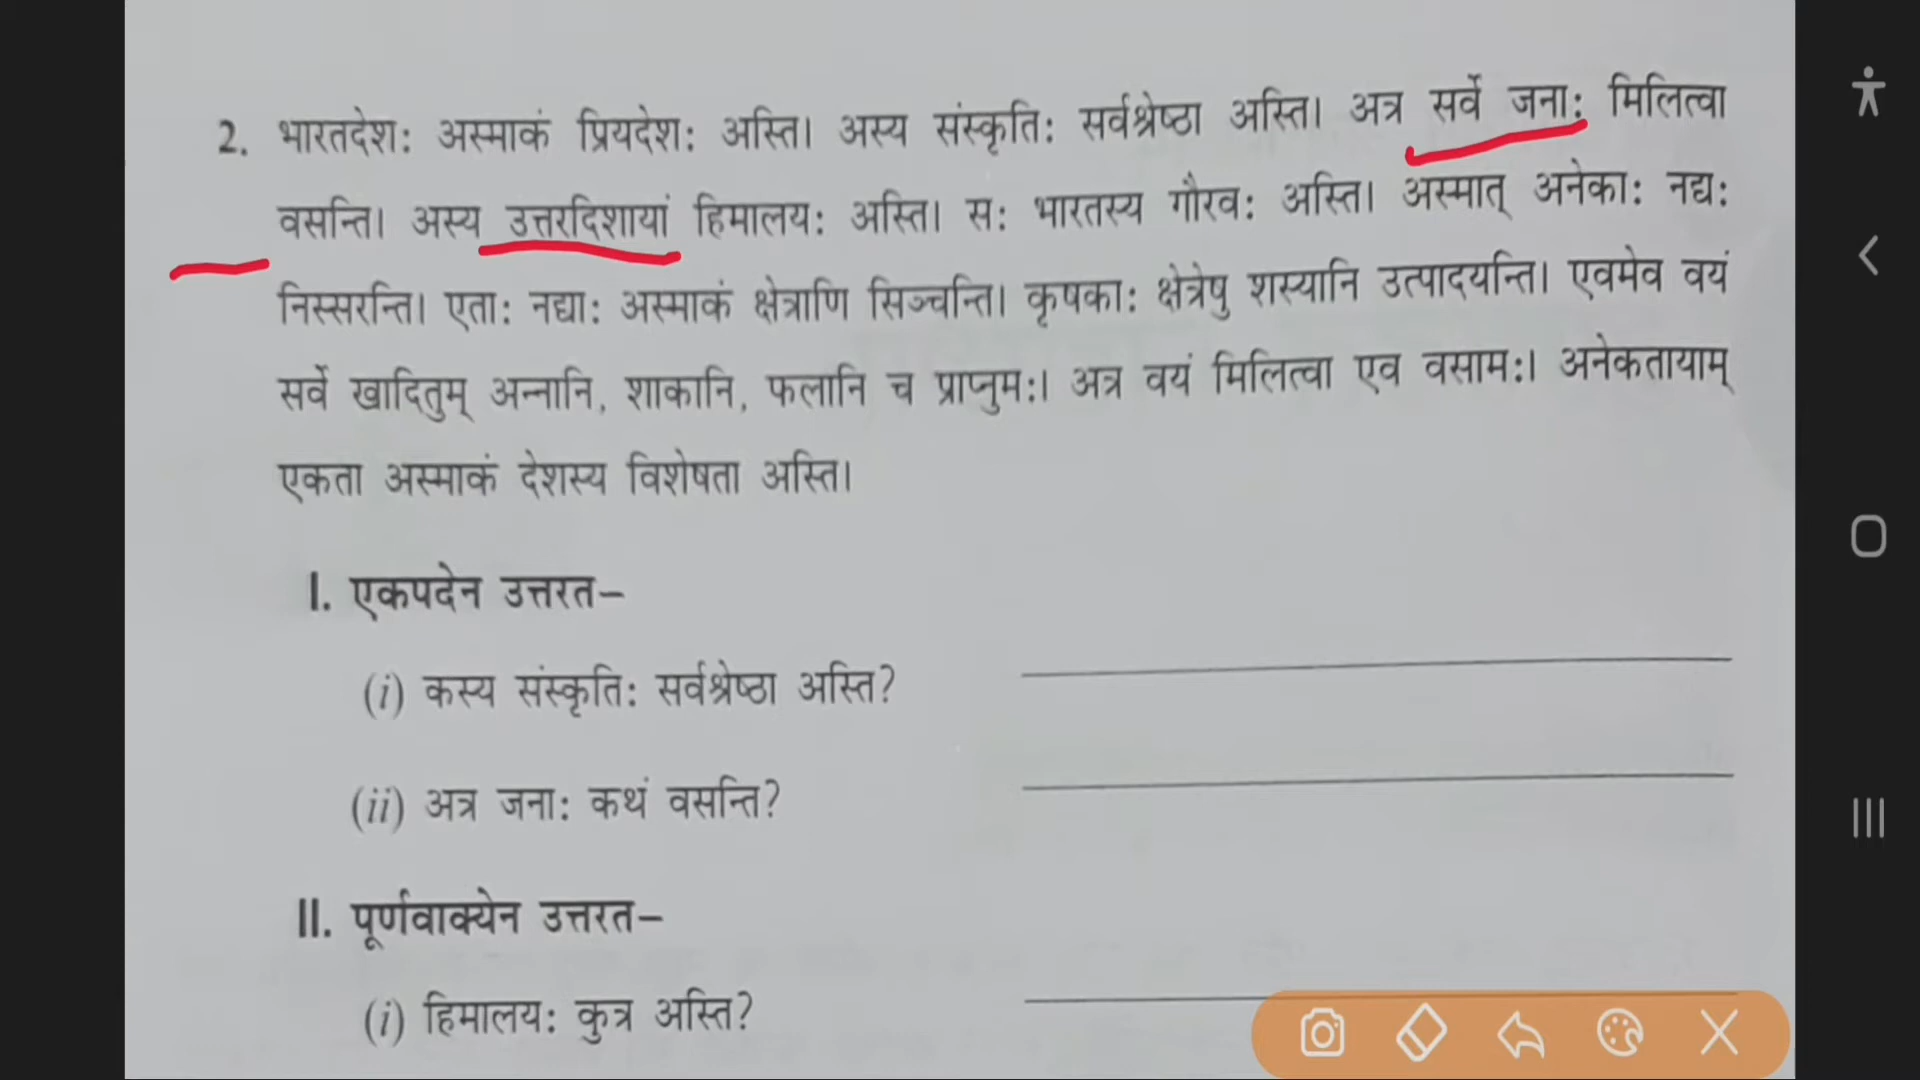 2. भारतदेशः अस्माकं प्रियदेशः अस्ति। अस्य संस्कृतिः सर्वश्रेष्ठा अस्ति। अत्र सर्वे जनाः मिलित्वा
वसन्ति। अस्य उत्तरदिशायां हिमालयः अस्ति। सः भारतस्य गौरवः अस्ति। अस्मात् अनेकाः नद्यः
निस्सरन्ति। एताः नद्याः अस्माकं क्षेत्राणि सिञ्चन्ति। कृषकाः क्षेत्रेषु शस्यानि उत्पादयन्ति। एवमेव वयं
सर्वे खादितुम् अन्नानि, शाकानि, फलानि च प्राप्नुमः। अत्र वयं मिलित्वा एव वसामः। अनेकतायाम्
एकता अस्माकं देशस्य विशेषता अस्ति।
I. एकपदेन उत्तरत–
(i) कस्य संस्कृतिः सर्वश्रेष्ठा अस्ति?
(ii) अत्र जनाः कथं वसन्ति?
II. पूर्णवाक्येन उत्तरत–
(i) हिमालयः कुत्र अस्ति?